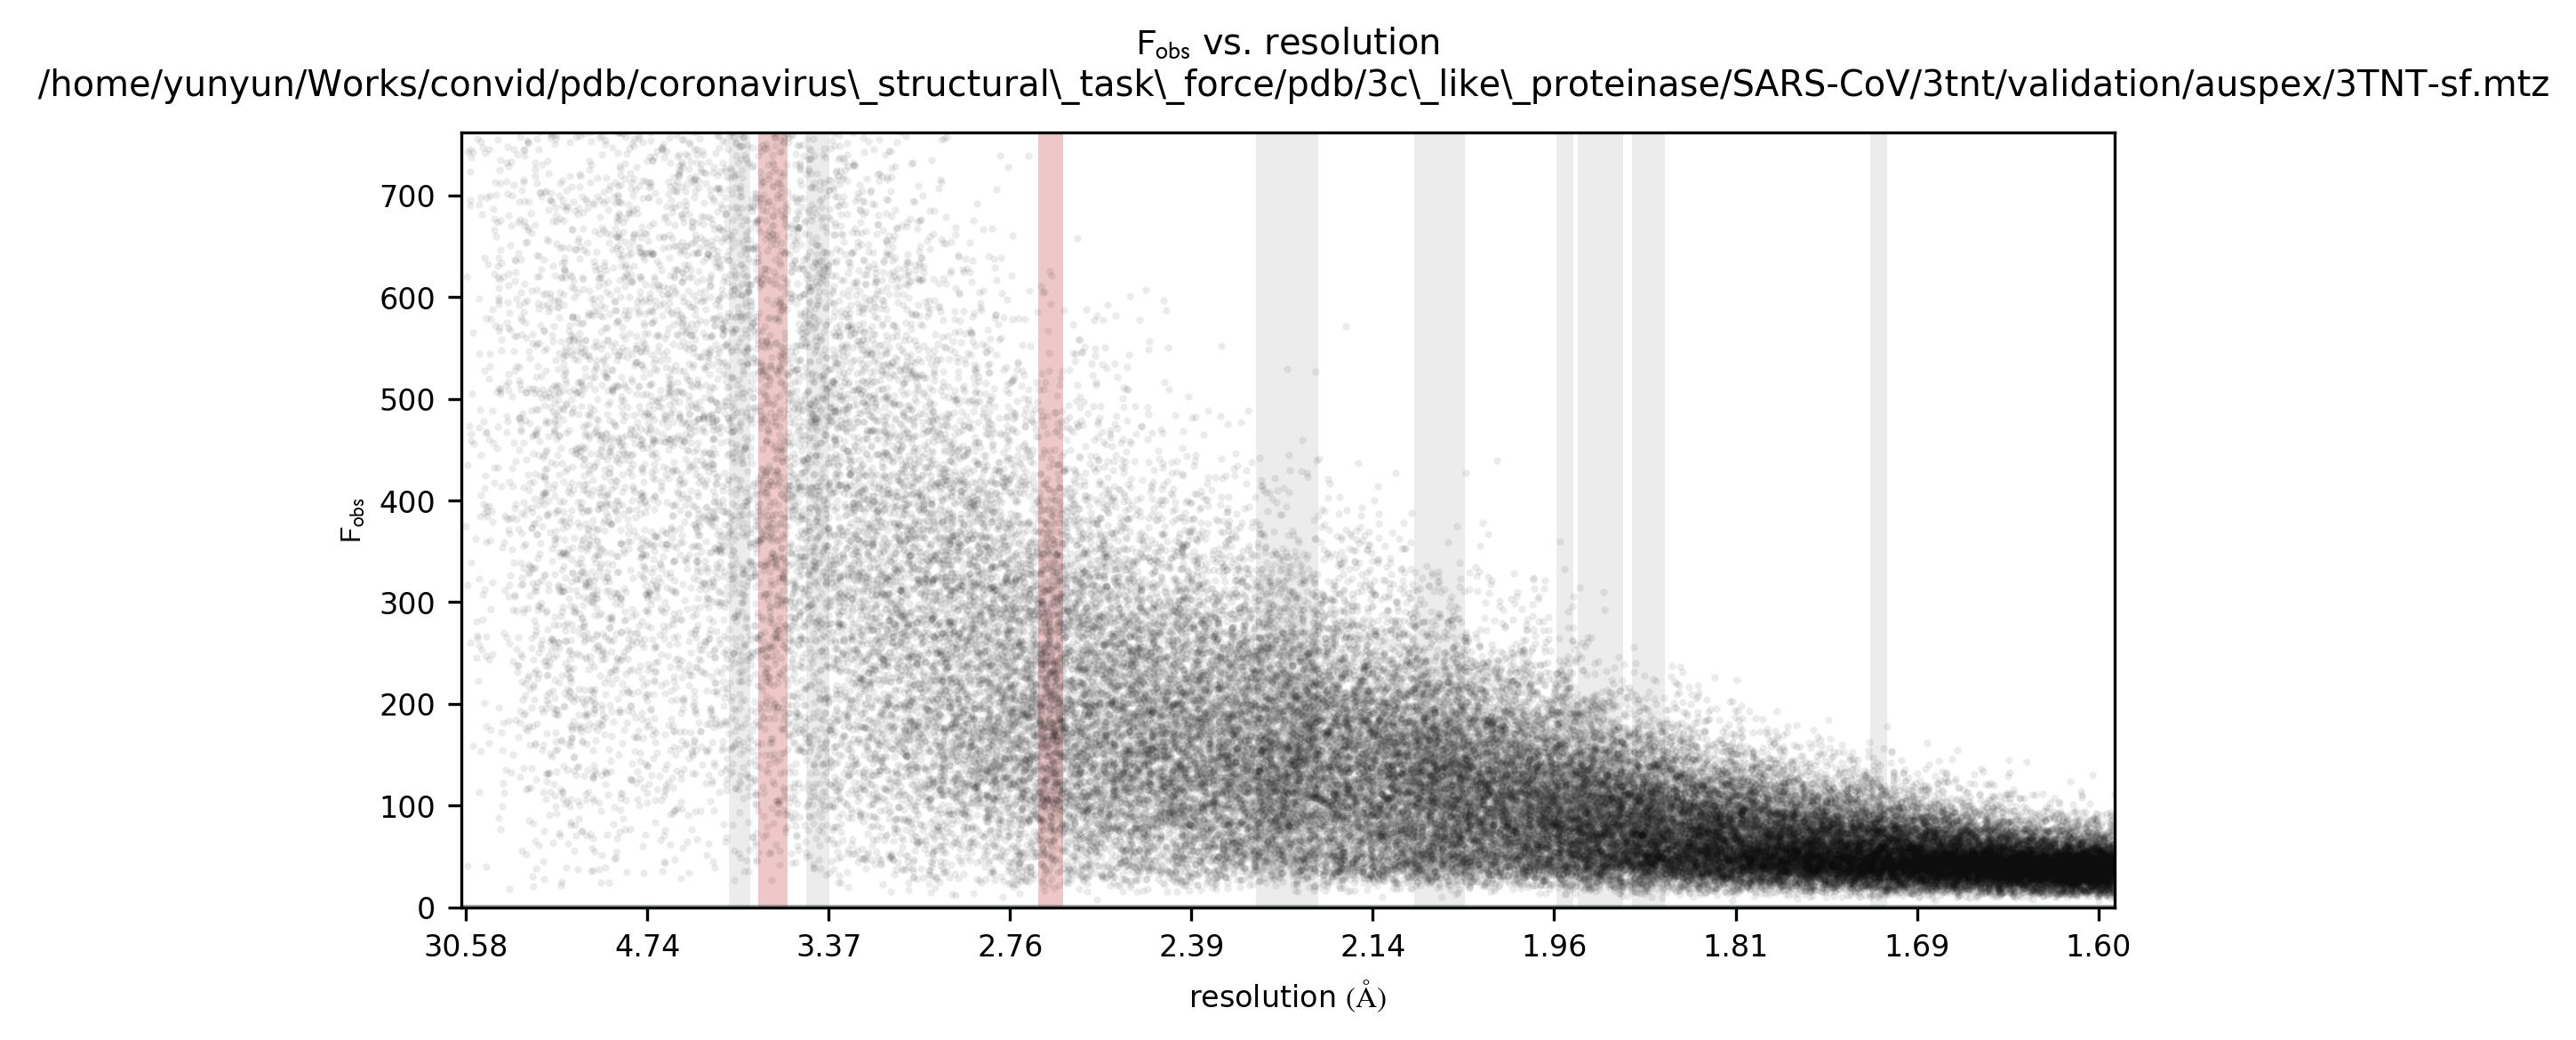 F_obs vs. resolution
/home/yunyun/Works/convid/pdb/coronavirus\_structural\_task\_force/pdb/3c\_like\_proteinase/SARS-CoV/3tnt/validation/auspex/3TNT-sf.mtz
700
600
500
400
300
200
100
0
F_obs
30.58 4.74 3.37 2.76 2.39 2.14 1.96 1.81 1.69 1.60
resolution (Å)